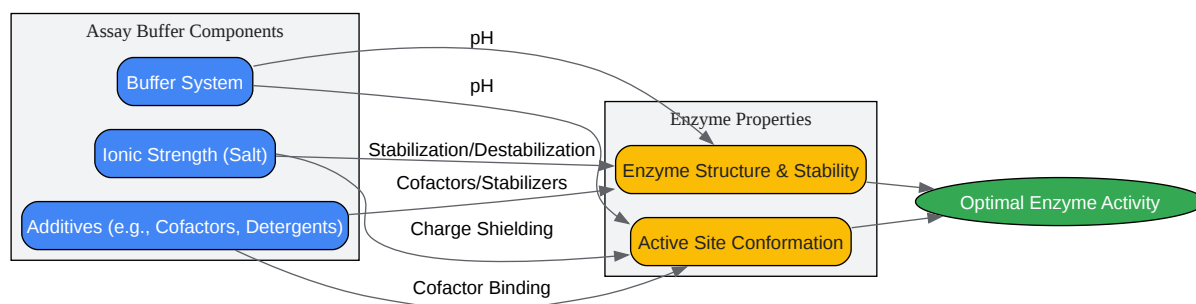 Assay Buffer Components
Buffer System
Ionic Strength (Salt)
Additives (e.g., Cofactors, Detergents)
pH
pH
Stabilization/Destabilization
Cofactors/Stabilizers
Charge Shielding
Cofactor Binding
Enzyme Properties
Enzyme Structure & Stability
Active Site Conformation
Optimal Enzyme Activity